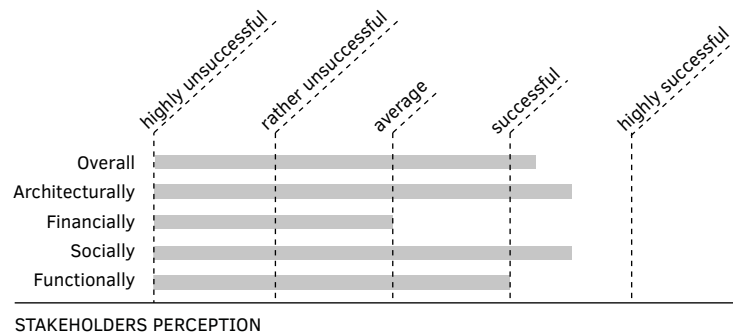 highly unsuccessful
rather unsuccessful
average
successful
highly successful
Overall
Architecturally
Financially
Socially
Functionally
STAKEHOLDERS PERCEPTION